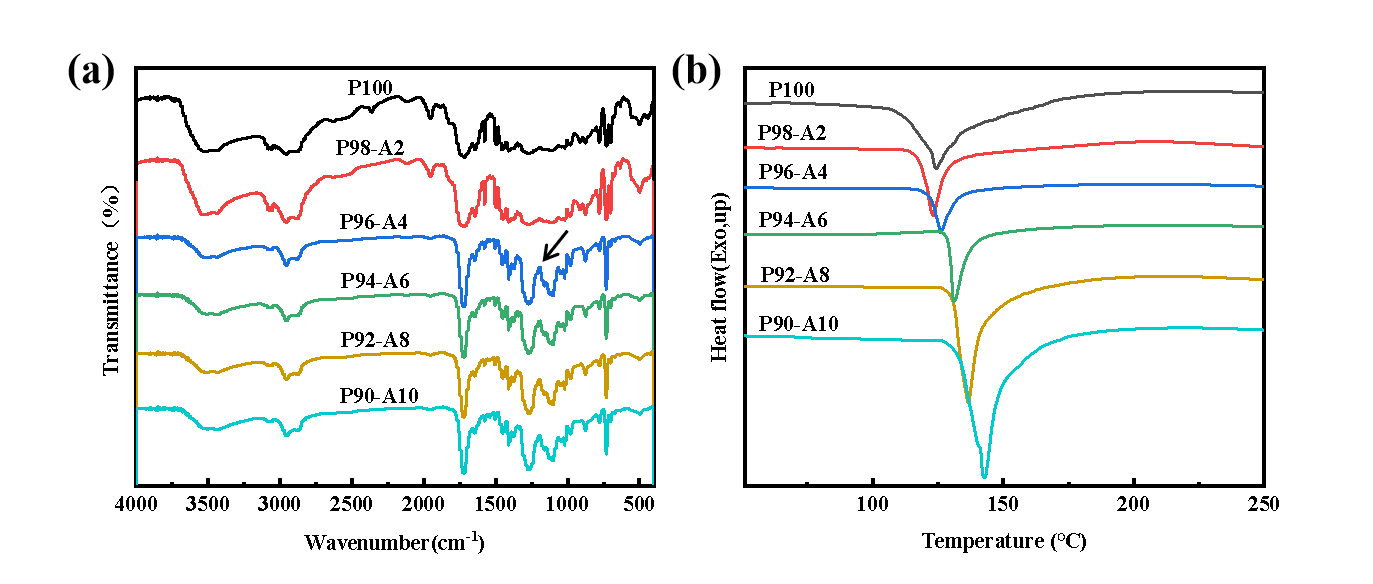 (a)
P100
P98-A2
P96-A4
P94-A6
P92-A8
P90-A10
Transmittance (%)
4000 3500 3000 2500 2000 1500 1000 500
Wavenumber(cm-1)
(b)
P100
P98-A2
P96-A4
P94-A6
P92-A8
P90-A10
Heat flow(Exo,up)
100 150 200 250
Temperature (°C)